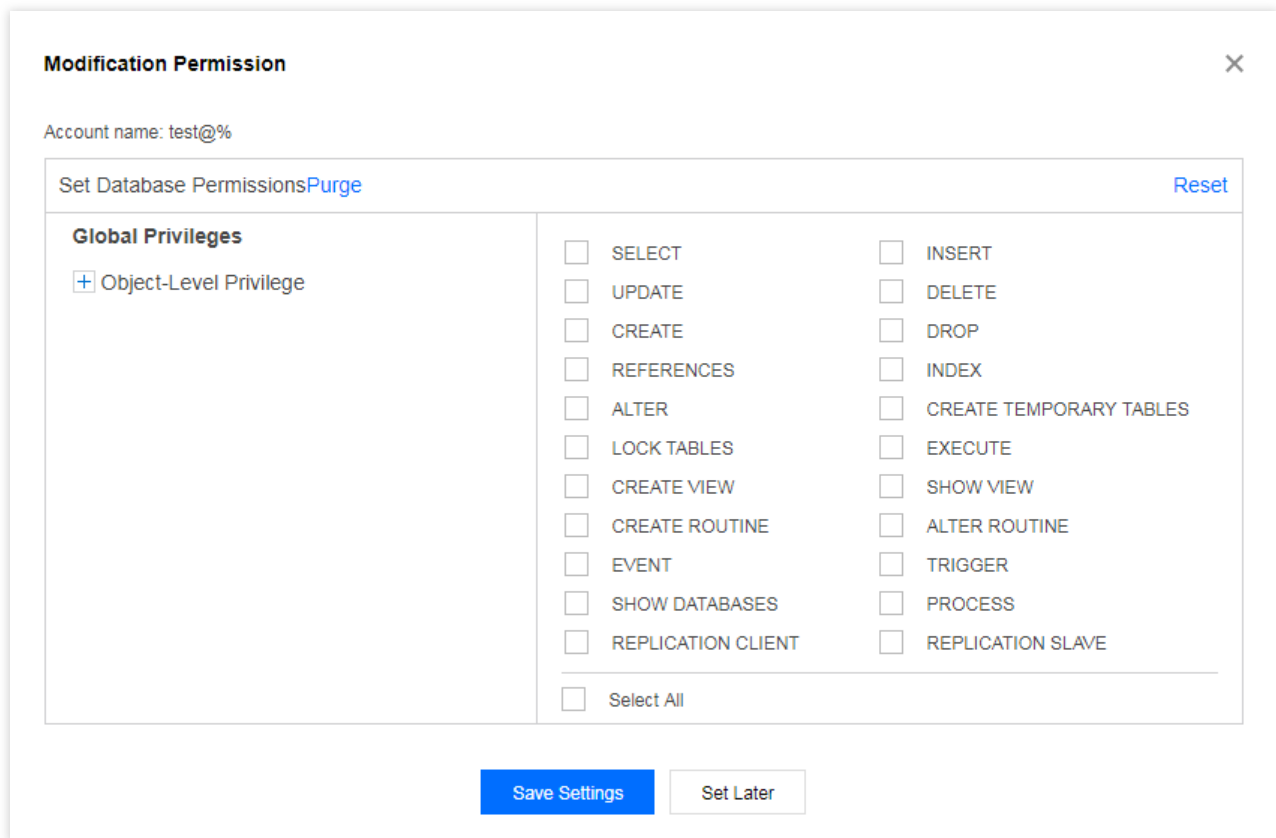 Modification Permission
Account name: test@%
Set Database PermissionsPurge
Reset
Global Privileges
Object-Level Privilege
SELECT
INSERT
UPDATE
DELETE
CREATE
DROP
REFERENCES
INDEX
ALTER
CREATE TEMPORARY TABLES
LOCK TABLES
EXECUTE
CREATE VIEW
SHOW VIEW
CREATE ROUTINE
ALTER ROUTINE
EVENT
TRIGGER
SHOW DATABASES
PROCESS
REPLICATION CLIENT
REPLICATION SLAVE
Select All
Save Settings
Set Later